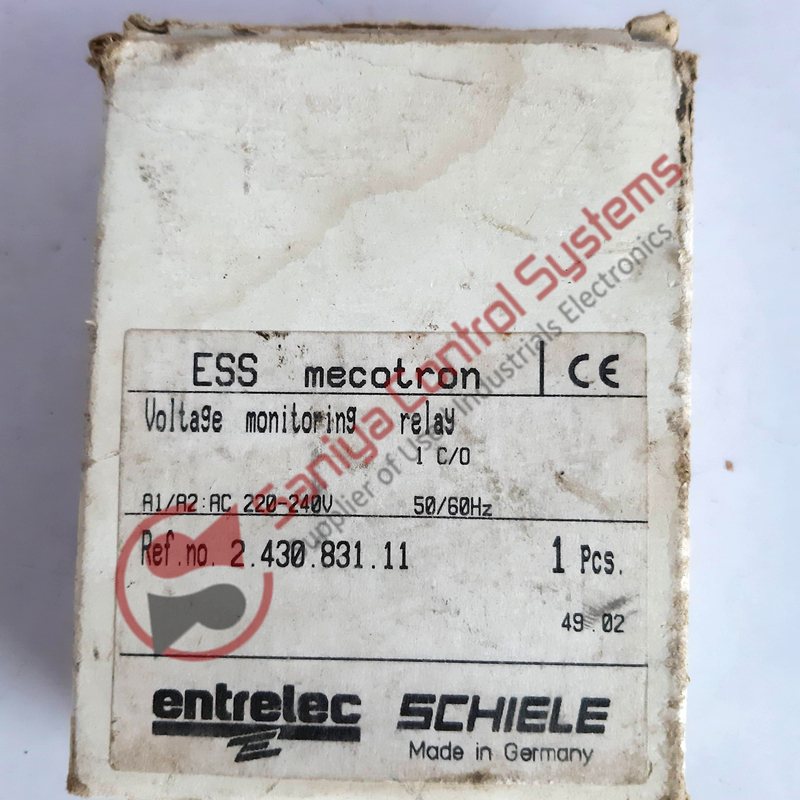 ESS mecotron CE
Voltage monitoring relay
1 C/O
A1/A2:AC 220-240V 50/60Hz
Ref.no. 2.430.831.11 1 Pcs.
49.02
entrelec SCHIELE
Made in Germany
Saniya Control Systems
Supplier of Used Industrials Electronics